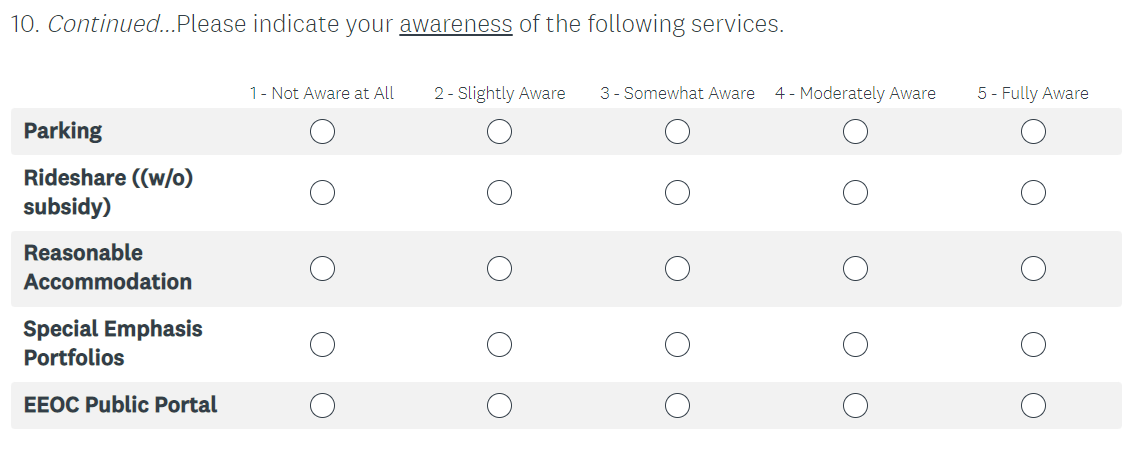 10. Continued...Please indicate your awareness of the following services.
1 - Not Aware at All 2 - Slightly Aware 3 - Somewhat Aware 4 - Moderately Aware 5 - Fully Aware
Parking
Rideshare ((w/o)
subsidy)
Reasonable
Accommodation
Special Emphasis
Portfolios
EEOC Public Portal